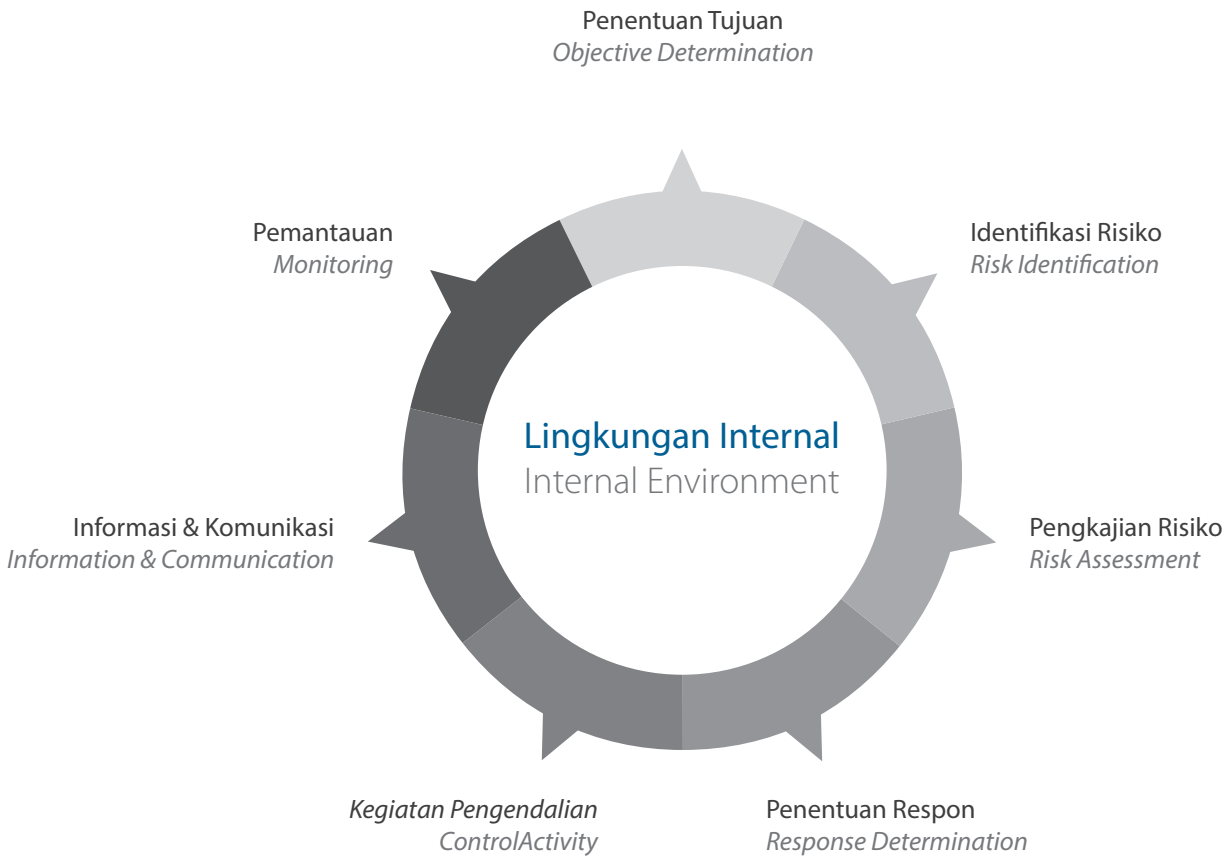 Penentuan Tujuan
Objective Determination
Pemantauan
Monitoring
Identifikasi Risiko
Risk Identification
Lingkungan Internal
Internal Environment
Informasi & Komunikasi
Information & Communication
Pengkajian Risiko
Risk Assessment
Kegiatan Pengendalian
ControlActivity
Penentuan Respon
Response Determination